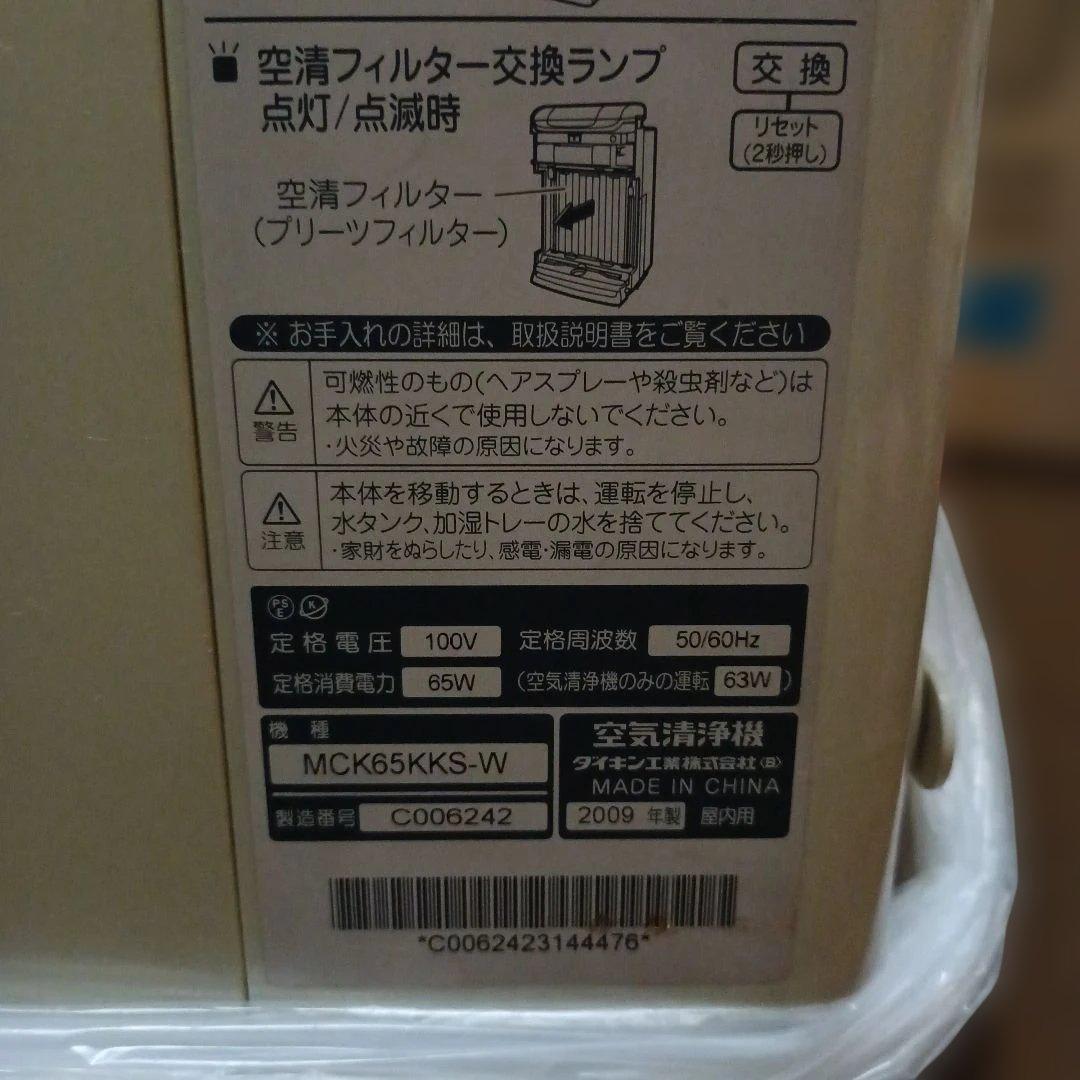 空清フィルター交換ランプ
点灯/点滅時
交換
リセット
(2秒押し)
空清フィルター
(プリーツフィルター)
※ お手入れの詳細は、取扱説明書をご覧ください
警告
可燃性のもの(ヘアスプレーや殺虫剤など)は
本体の近くで使用しないでください。
・火災や故障の原因になります。
注意
本体を移動するときは、運転を停止し、
水タンク、加湿トレーの水を捨ててください。
・家財をぬらしたり、感電・漏電の原因になります。
PS
E
K
定格電圧 100V 定格周波数 50/60Hz
定格消費電力 65W (空気清浄機のみの運転 63W)
機種
MCK65KKS-W
製造番号 C006242
空気清浄機
ダイキン工業株式会社 (B)
MADE IN CHINA
2009 年製 屋内用
*C0062423144476*